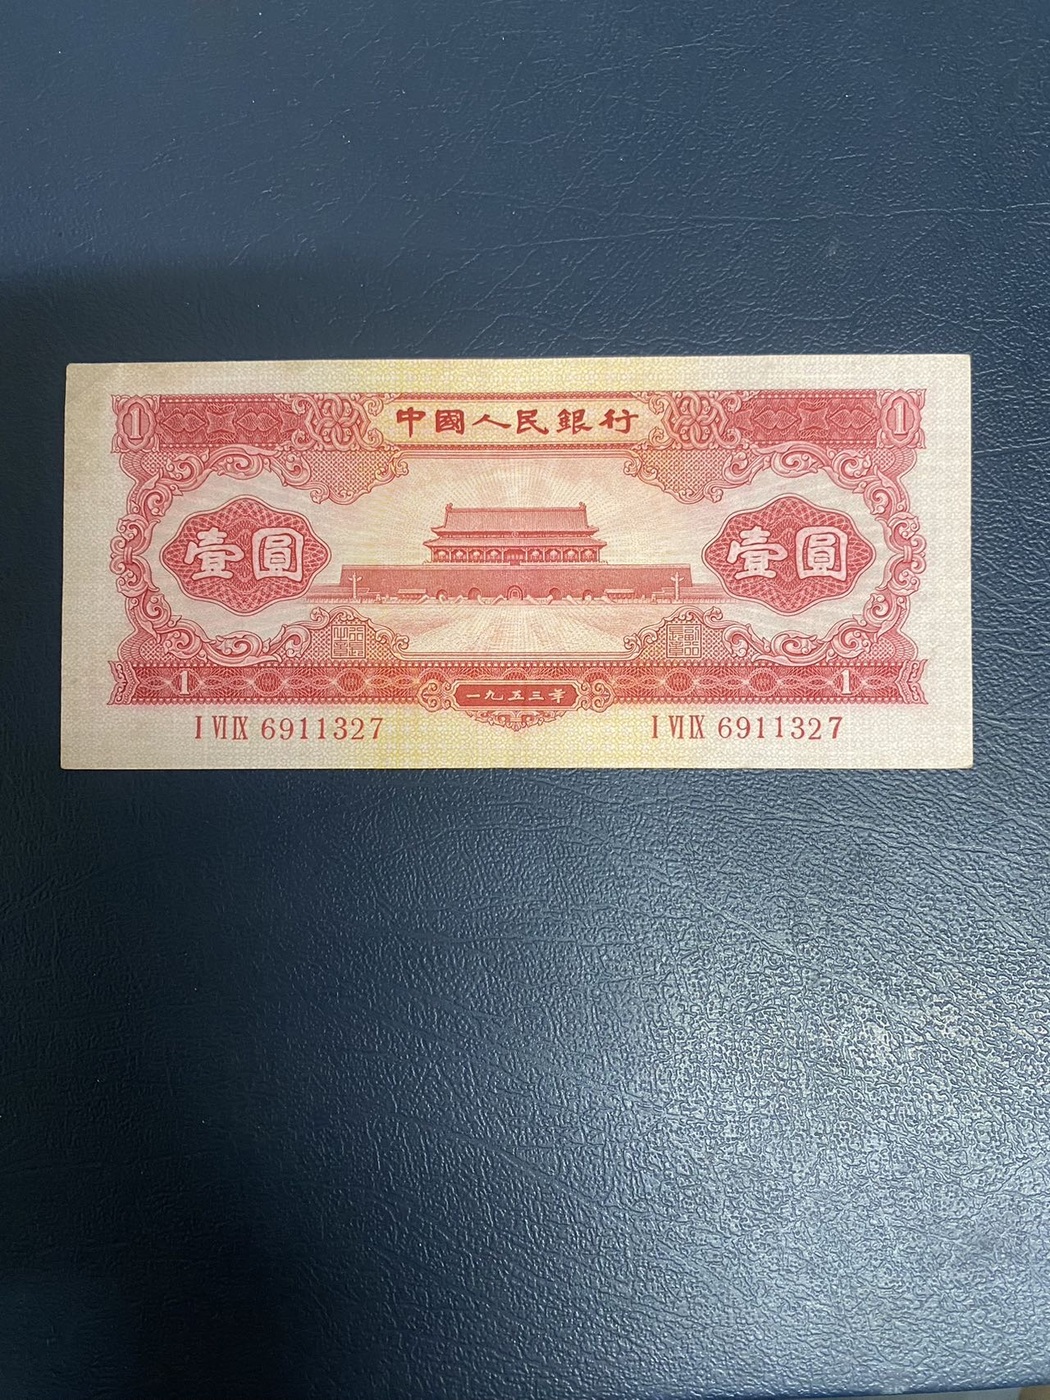 1 中國人民銀行 1
壹圓 壹圓
1 一九五三年 1
I VI IX 6911327 I VI IX 6911327